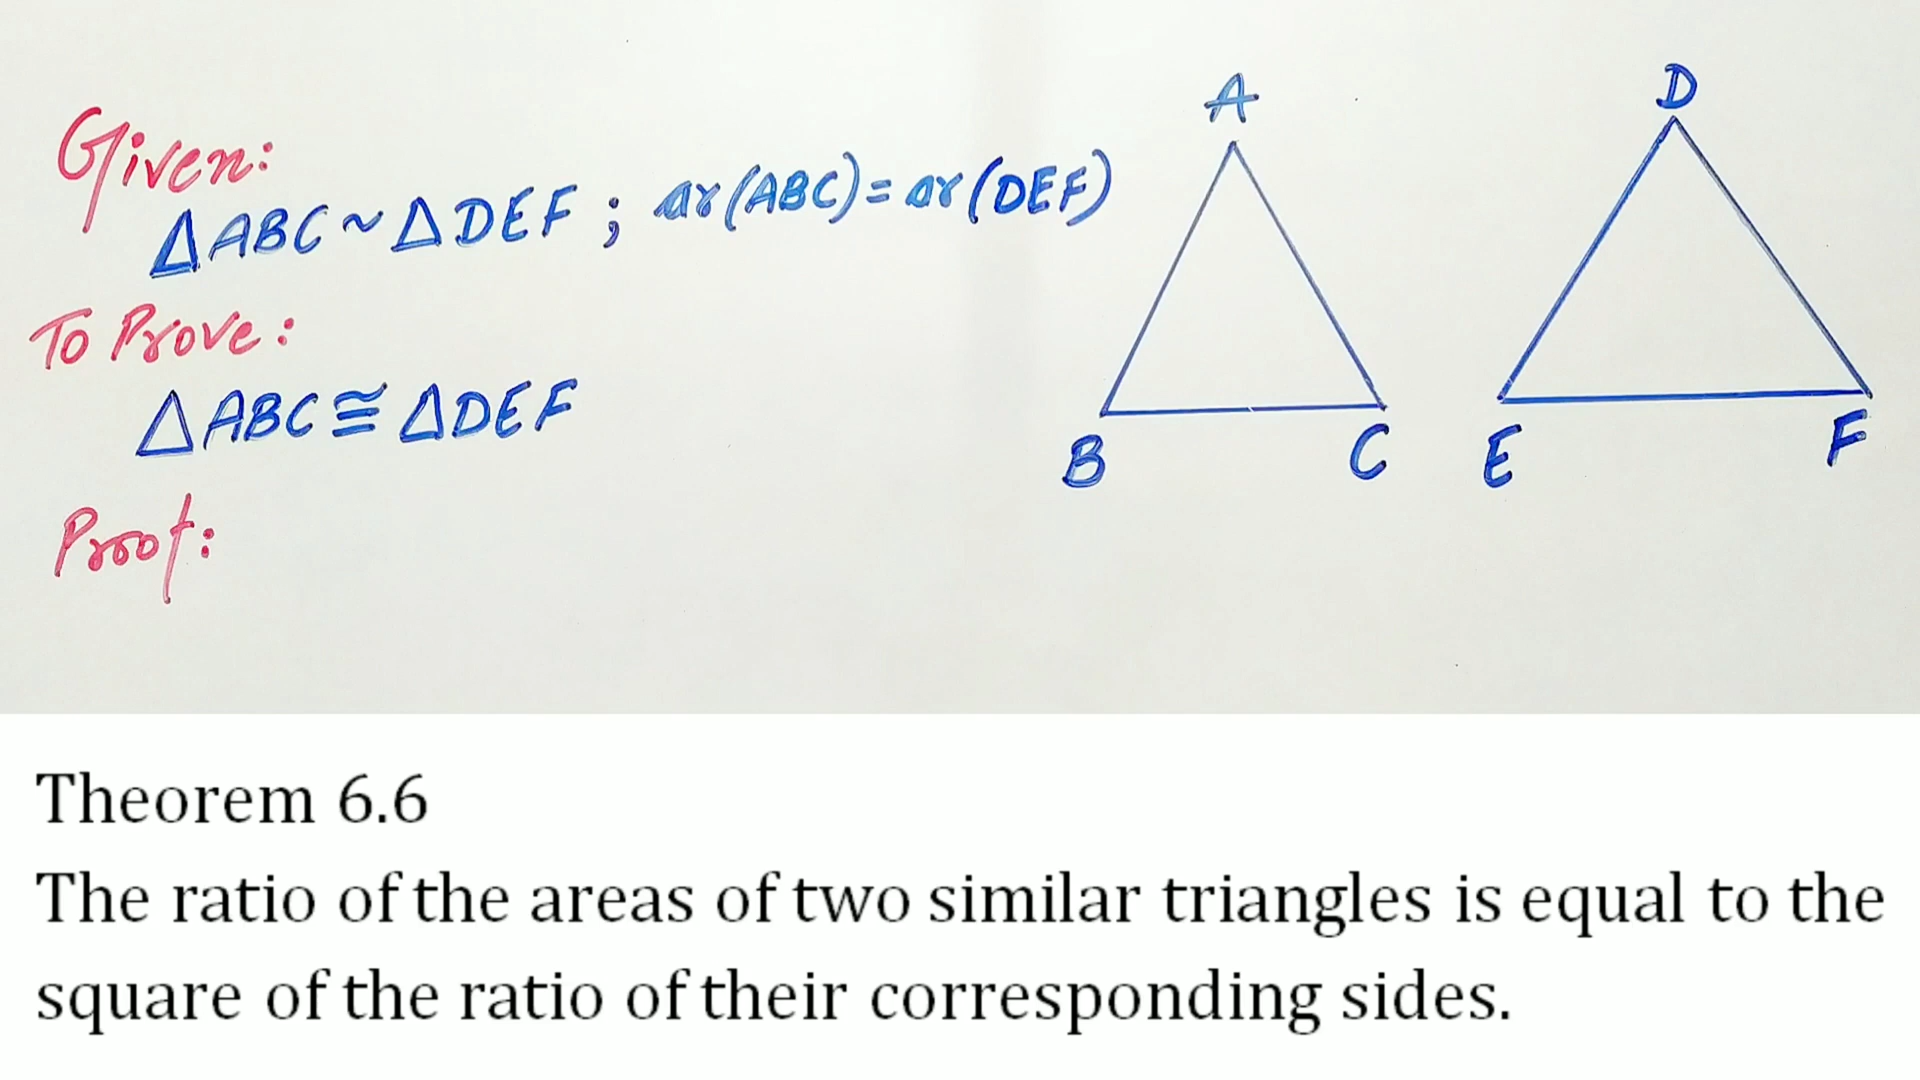 Given:
ΔABC ~ ΔDEF ; ar(ABC) = ar(DEF)
To Prove:
ΔABC ≅ ΔDEF
Proof:
A
D
B
C
E
F
Theorem 6.6
The ratio of the areas of two similar triangles is equal to the
square of the ratio of their corresponding sides.